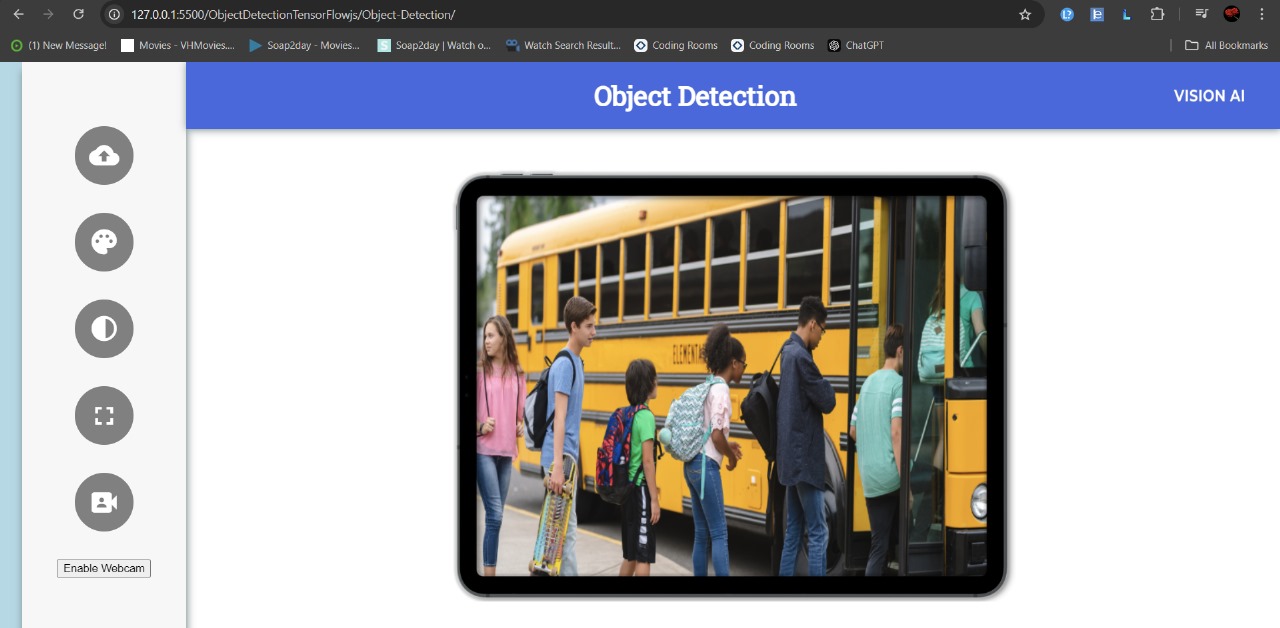 127.0.0.1:5500/ObjectDetectionTensorFlowjs/Object-Detection/
(1) New Message! Movies - VHMovies.... Soap2day - Movies... Soap2day | Watch o... Watch Search Result... Coding Rooms Coding Rooms ChatGPT All Bookmarks
Object Detection
VISION AI
Enable Webcam